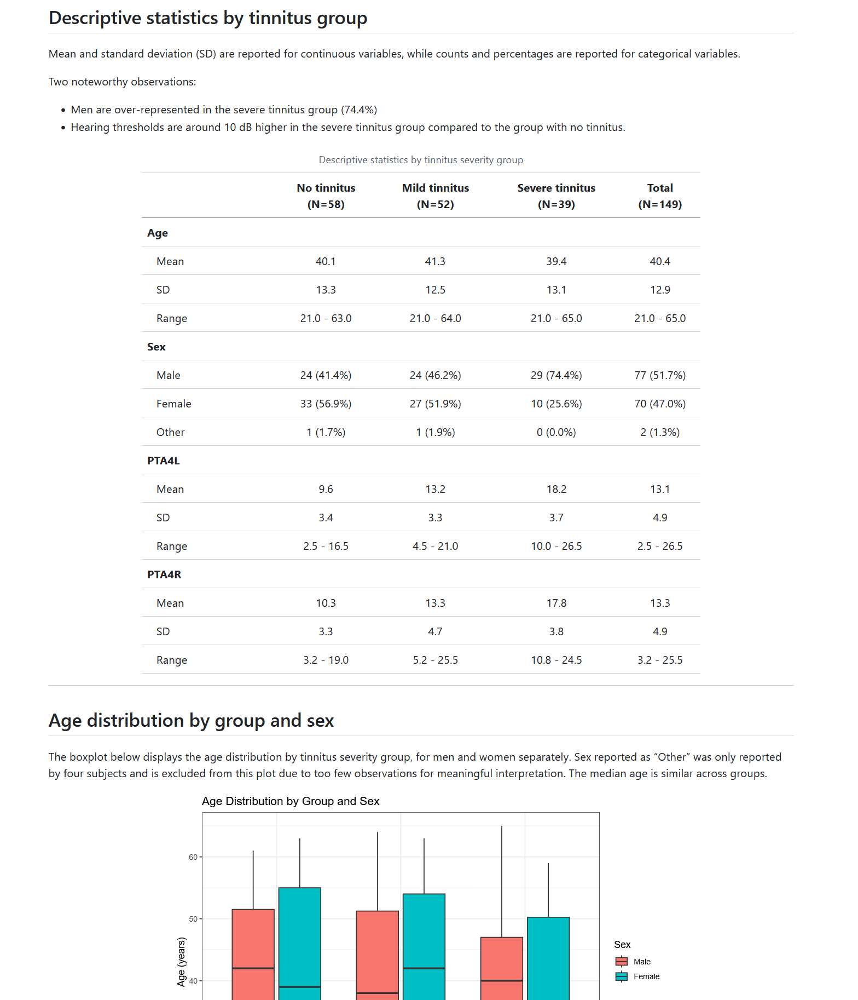 Descriptive statistics by tinnitus group
Mean and standard deviation (SD) are reported for continuous variables, while counts and percentages are reported for categorical variables.
Two noteworthy observations:
• Men are over-represented in the severe tinnitus group (74.4%)
• Hearing thresholds are around 10 dB higher in the severe tinnitus group compared to the group with no tinnitus.
Descriptive statistics by tinnitus severity group
No tinnitus Mild tinnitus Severe tinnitus Total
(N=58) (N=52) (N=39) (N=149)
Age
Mean 40.1 41.3 39.4 40.4
SD 13.3 12.5 13.1 12.9
Range 21.0 - 63.0 21.0 - 64.0 21.0 - 65.0 21.0 - 65.0
Sex
Male 24 (41.4%) 24 (46.2%) 29 (74.4%) 77 (51.7%)
Female 33 (56.9%) 27 (51.9%) 10 (25.6%) 70 (47.0%)
Other 1 (1.7%) 1 (1.9%) 0 (0.0%) 2 (1.3%)
PTA4L
Mean 9.6 13.2 18.2 13.1
SD 3.4 3.3 3.7 4.9
Range 2.5 - 16.5 4.5 - 21.0 10.0 - 26.5 2.5 - 26.5
PTA4R
Mean 10.3 13.3 17.8 13.3
SD 3.3 4.7 3.8 4.9
Range 3.2 - 19.0 5.2 - 25.5 10.8 - 24.5 3.2 - 25.5
Age distribution by group and sex
The boxplot below displays the age distribution by tinnitus severity group, for men and women separately. Sex reported as “Other” was only reported
by four subjects and is excluded from this plot due to too few observations for meaningful interpretation. The median age is similar across groups.
Age Distribution by Group and Sex
60
50
40
Age (years)
Sex
Male
Female